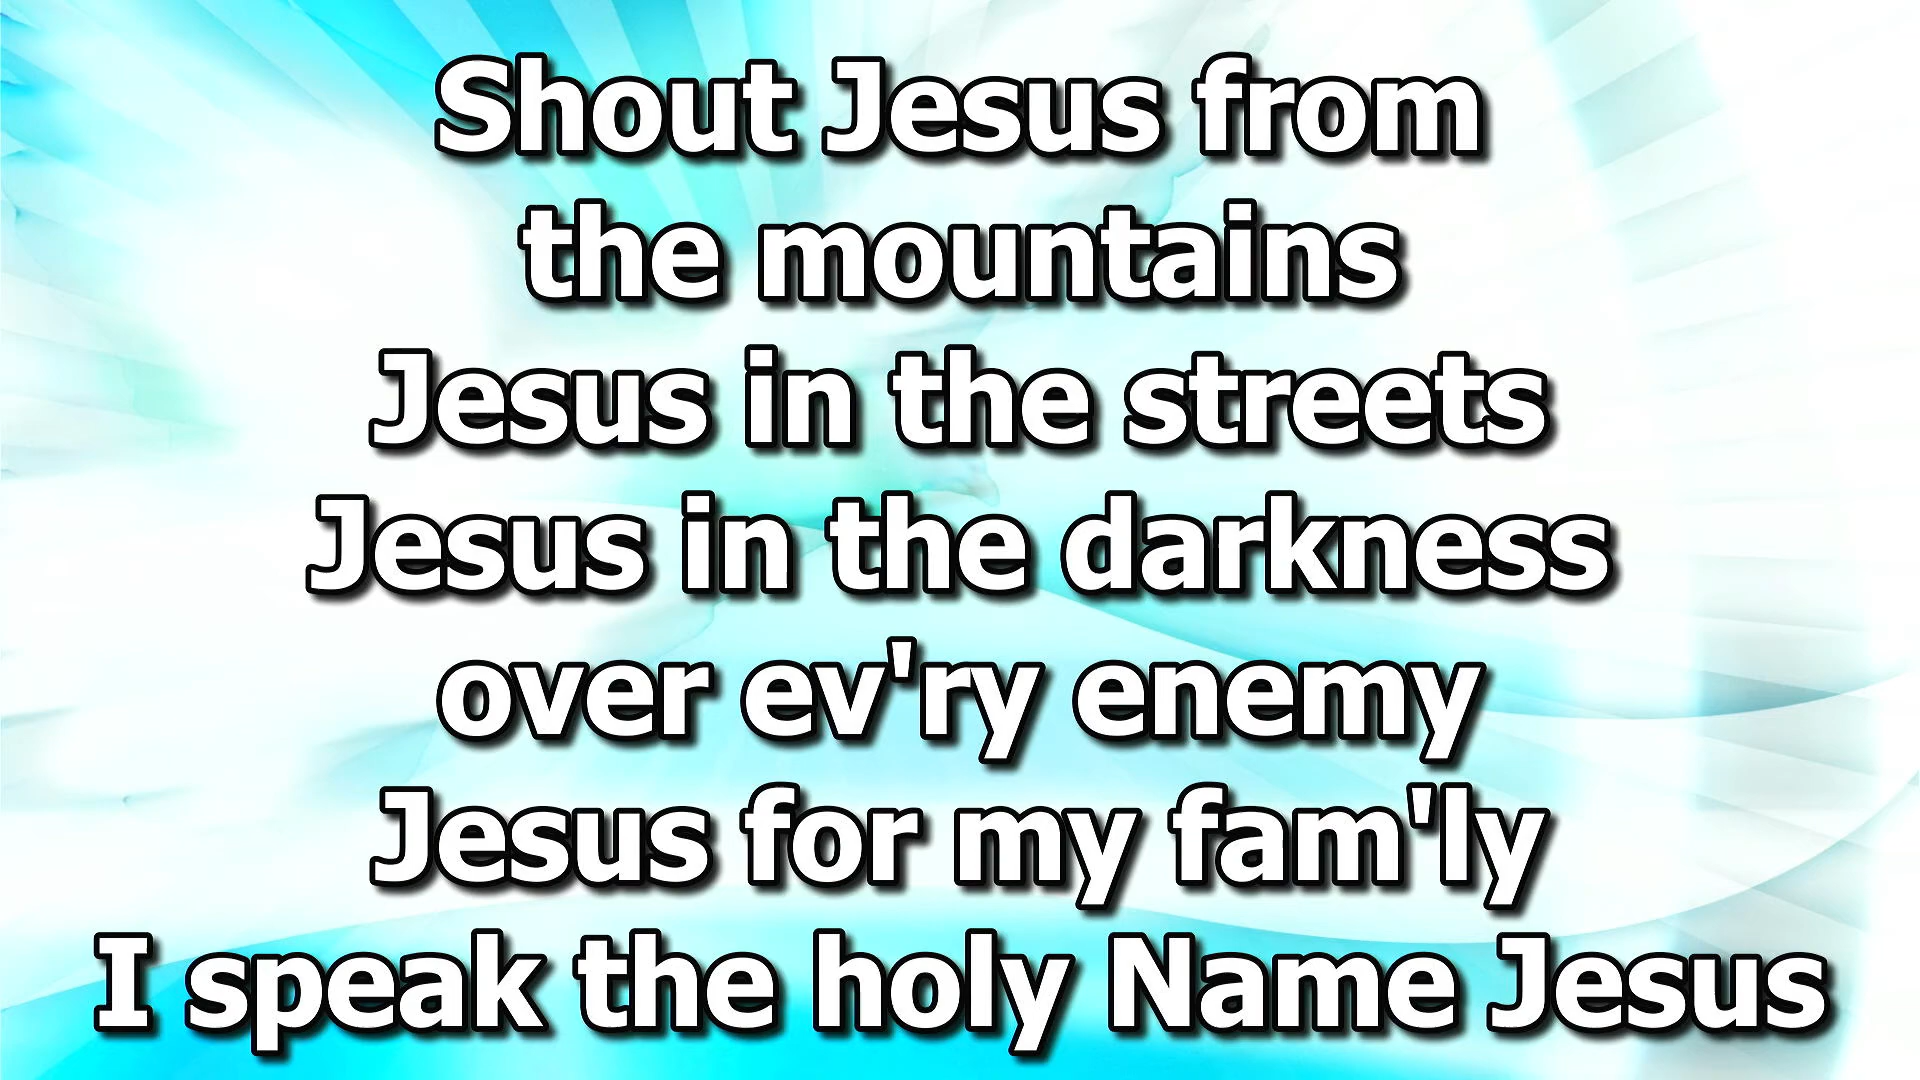 Shout Jesus from
the mountains
Jesus in the streets
Jesus in the darkness
over ev'ry enemy
Jesus for my fam'ly
I speak the holy Name Jesus